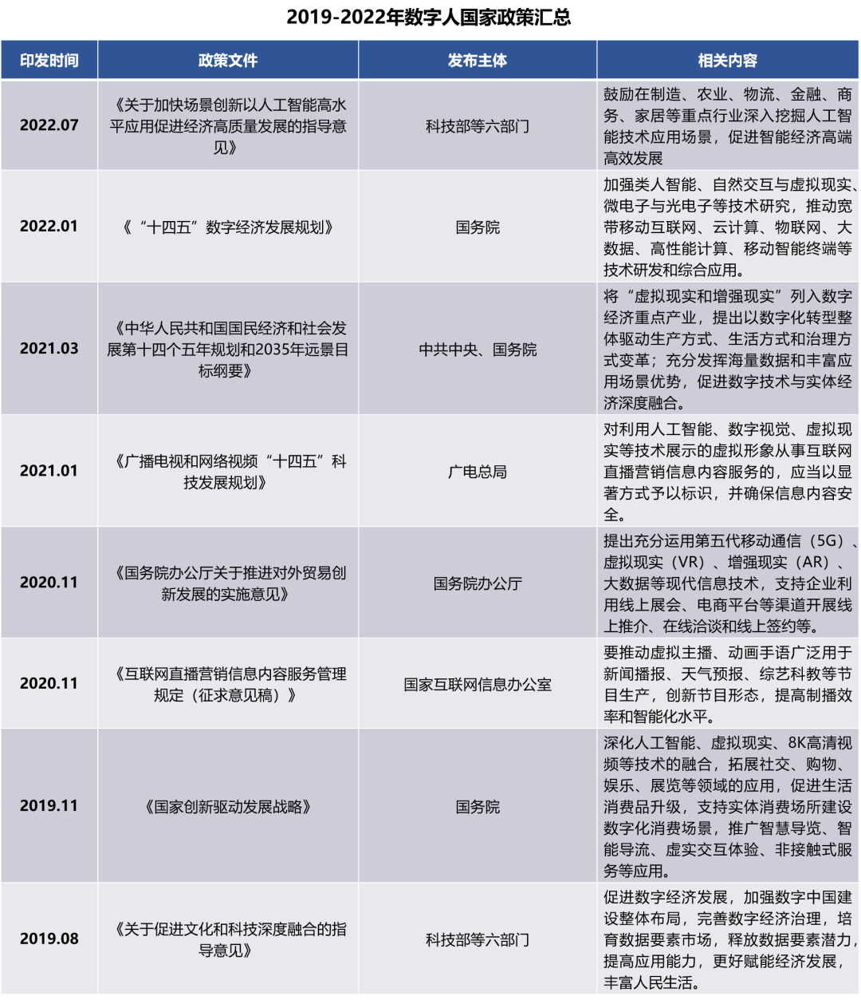 2019-2022年数字人国家政策汇总
印发时间
政策文件
发布主体
相关内容
2022.07
《关于加快场景创新以人工智能高水
平应用促进经济高质量发展的指导意
见》
科技部等六部门
鼓励在制造、农业、物流、金融、商
务、家居等重点行业深入挖掘人工智
能技术应用场景，促进智能经济高端
高效发展
2022.01
《“十四五”数字经济发展规划》
国务院
加强类人智能、自然交互与虚拟现实、
微电子与光电子等技术研究，推动宽
带移动互联网、云计算、物联网、大
数据、高性能计算、移动智能终端等
技术研发和综合应用。
2021.03
《中华人民共和国国民经济和社会发
展第十四个五年规划和2035年远景目
标纲要》
中共中央、国务院
将“虚拟现实和增强现实”列入数字
经济重点产业，提出以数字化转型整
体驱动生产方式、生活方式和治理方
式变革；充分发挥海量数据和丰富应
用场景优势，促进数字技术与实体经
济深度融合。
2021.01
《广播电视和网络视频“十四五”科
技发展规划》
广电总局
对利用人工智能、数字视觉、虚拟现
实等技术展示的虚拟形象从事互联网
直播营销信息内容服务的，应当以显
著方式予以标识，并确保信息内容安
全。
2020.11
《国务院办公厅关于推进对外贸易创
新发展的实施意见》
国务院办公厅
提出充分运用第五代移动通信（5G）、
虚拟现实（VR）、增强现实（AR）、
大数据等现代信息技术，支持企业利
用线上展会、电商平台等渠道开展线
上推介、在线洽谈和线上签约等。
2020.11
《互联网直播营销信息内容服务管理
规定（征求意见稿）》
国家互联网信息办公室
要推动虚拟主播、动画手语广泛用于
新闻播报、天气预报、综艺科教等节
目生产，创新节目形态，提高制播效
率和智能化水平。
2019.11
《国家创新驱动发展战略》
国务院
深化人工智能、虚拟现实、8K高清视
频等技术的融合，拓展社交、购物、
娱乐、展览等领域的应用，促进生活
消费品升级，支持实体消费场所建设
数字化消费场景，推广智慧导览、智
能导流、虚实交互体验、非接触式服
务等应用。
2019.08
《关于促进文化和科技深度融合的指
导意见》
科技部等六部门
促进数字经济发展，加强数字中国建
设整体布局，完善数字经济治理，培
育数据要素市场，释放数据要素潜力，
提高应用能力，更好赋能经济发展，
丰富人民生活。